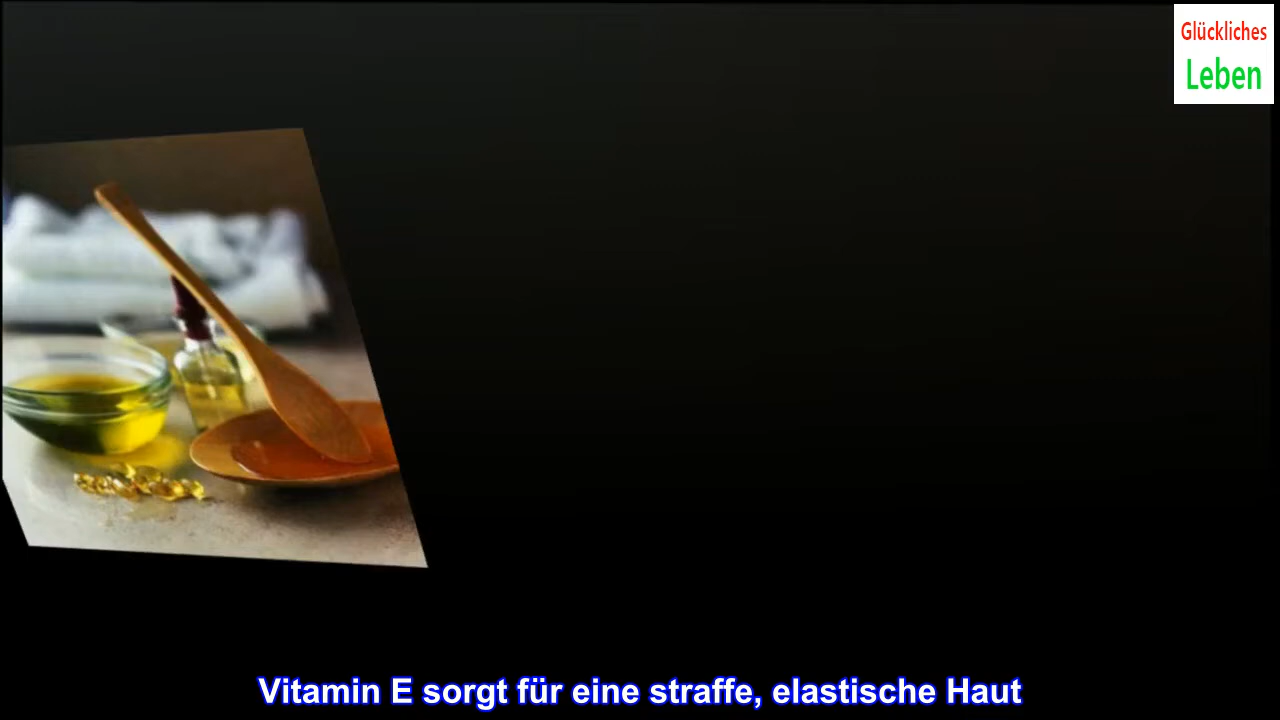 Glückliches
Leben
Vitamin E sorgt für eine straffe, elastische Haut